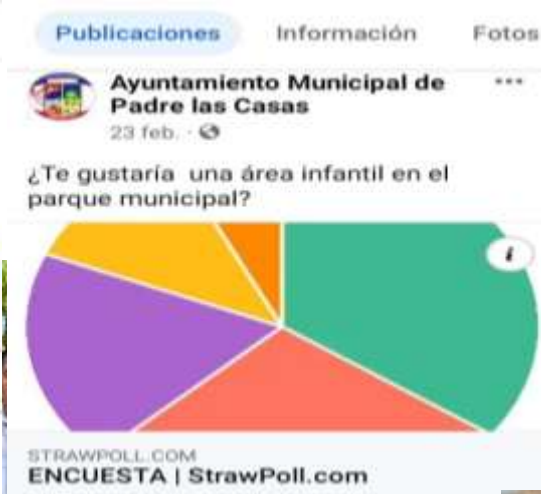 Publicaciones Información Fotos
Ayuntamiento Municipal de
Padre las Casas
23 feb.
¿Te gustaría una área infantil en el
parque municipal?
i
STRAWPOLL.COM
ENCUESTA | StrawPoll.com